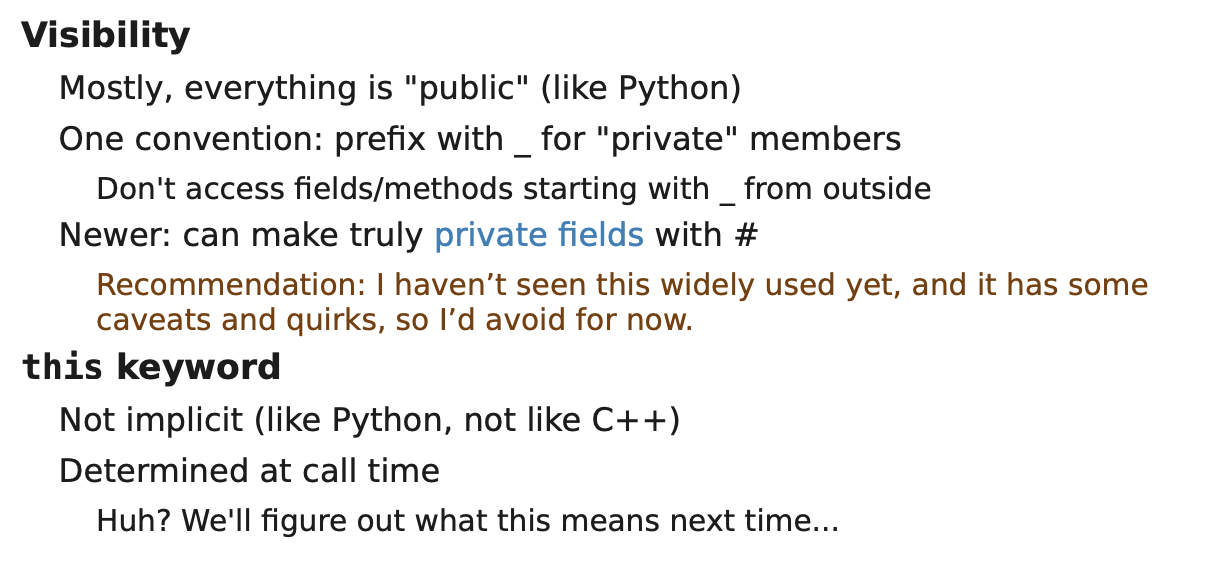 Visibility
Mostly, everything is "public" (like Python)
One convention: prefix with _ for "private" members
Don't access fields/methods starting with _ from outside
Newer: can make truly private fields with #
Recommendation: I haven’t seen this widely used yet, and it has some
caveats and quirks, so I’d avoid for now.
this keyword
Not implicit (like Python, not like C++)
Determined at call time
Huh? We'll figure out what this means next time...